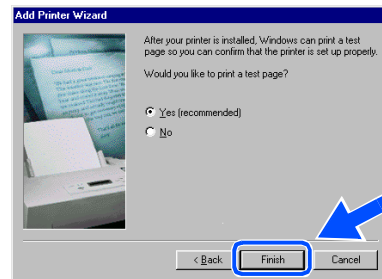 Add Printer Wizard
After your printer is installed, Windows can print a test
page so you can confirm that the printer is set up properly.
Would you like to print a test page?
Yes (recommended)
No
< Back
Finish
Cancel